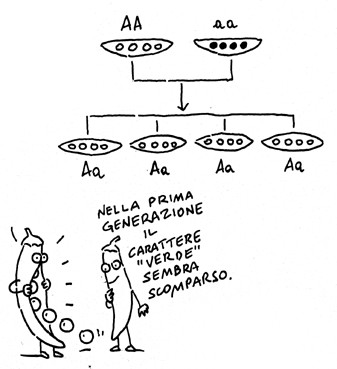 AA aa
Aa Aa Aa Aa
NELLA PRIMA
GENERAZIONE
IL
CARATTERE
"VERDE"
SEMBRA
SCOMPARSO.